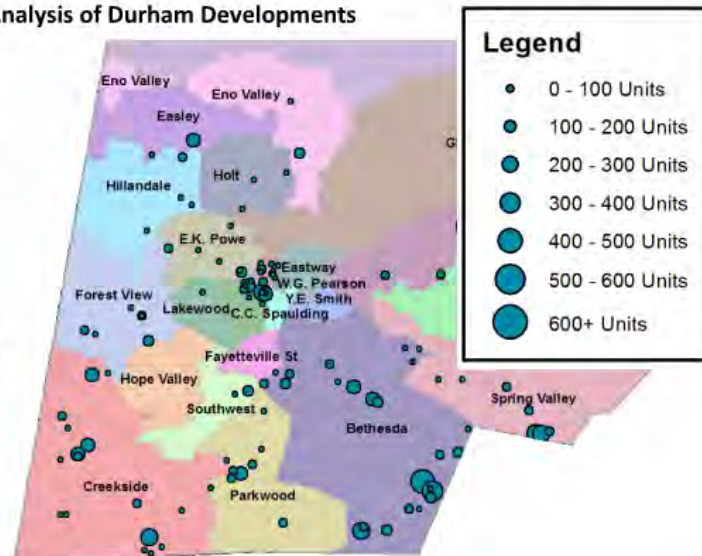 nalysis of Durham Developments
Legend
0 - 100 Units
100 - 200 Units
200 - 300 Units
300 - 400 Units
400 - 500 Units
500 - 600 Units
600+ Units
Eno Valley
Eno Valley
Easley
G
Hillandale
Holt
E.K. Powe
Eastway
W.G. Pearson
Forest View
Lakewood
Y.E. Smith
C.C. Spaulding
Fayetteville St
Hope Valley
Spring Valley
Southwest
Bethesda
Creekside
Parkwood